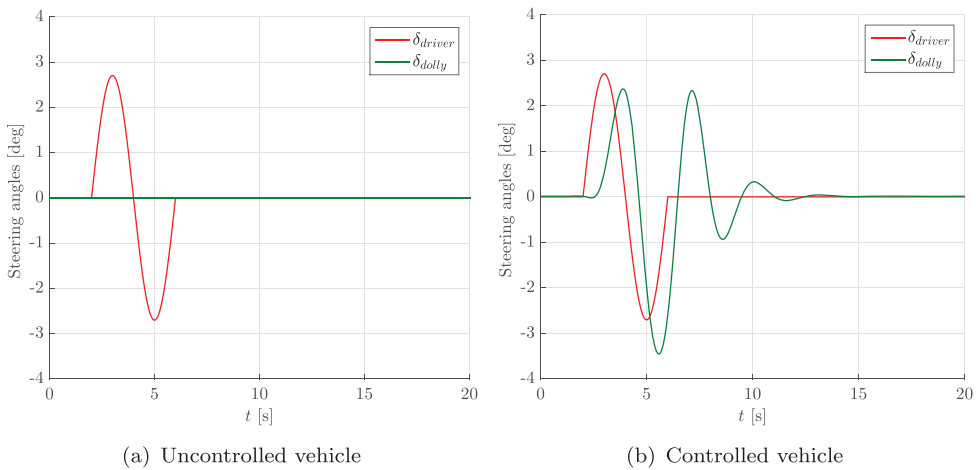 4
3
2
1
0
-1
-2
-3
-4
Steering angles [deg]
δdriver
δdolly
0 5 10 15 20
t [s]
(a) Uncontrolled vehicle
4
3
2
1
0
-1
-2
-3
-4
Steering angles [deg]
δdriver
δdolly
0 5 10 15 20
t [s]
(b) Controlled vehicle